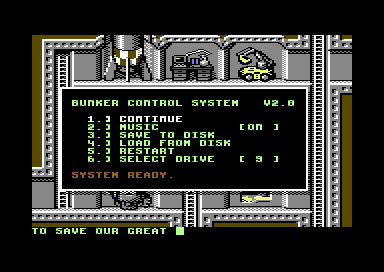 BUNKER CONTROL SYSTEM V2.0
1.) CONTINUE
2.) MUSIC [ON ]
3.) SAVE TO DISK
4.) LOAD FROM DISK
5.) RESTART
6.) SELECT DRIVE [ 9 ]
SYSTEM READY.
TO SAVE OUR GREAT